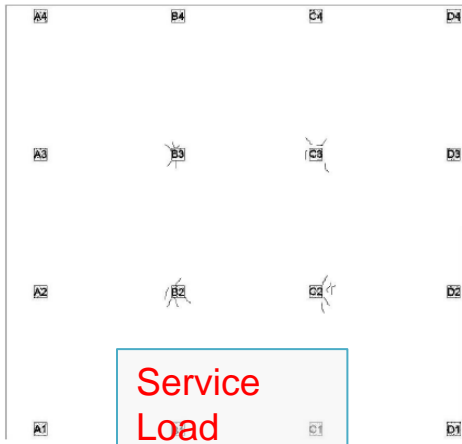 A4 B4 C4 D4
A3 B3 C3 D3
A2 B2 C2 D2
Service
Load
A1 C1 D1